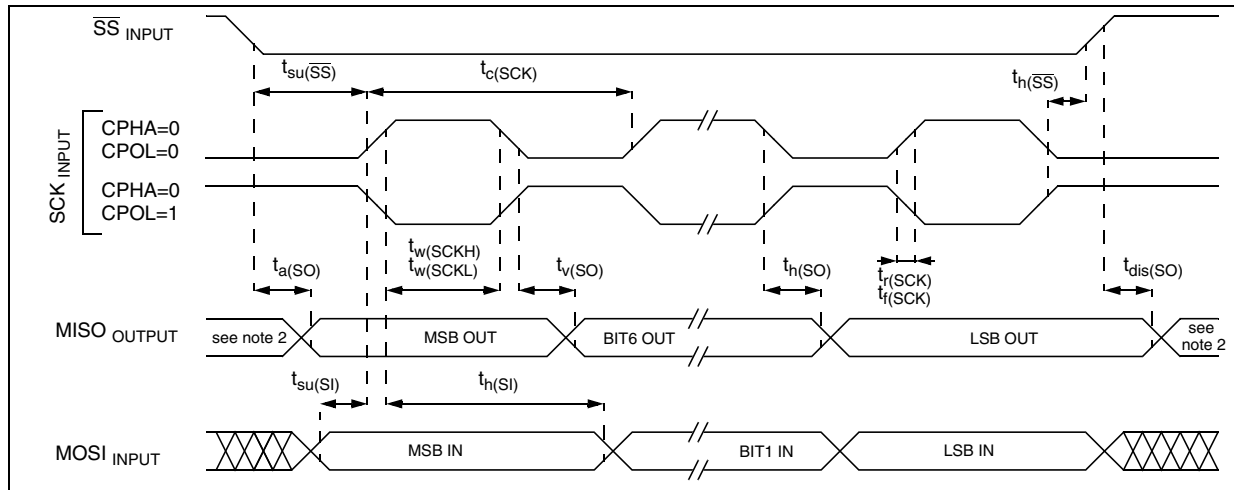 SS INPUT
tsu(SS)
tc(SCK)
th(SS)
SCK INPUT
CPHA=0
CPOL=0
CPHA=0
CPOL=1
ta(SO)
tw(SCKH)
tw(SCKL)
tv(SO)
th(SO)
tr(SCK)
tf(SCK)
tdis(SO)
MISO OUTPUT
see note 2
MSB OUT
BIT6 OUT
LSB OUT
see
note 2
tsu(SI)
th(SI)
MOSI INPUT
MSB IN
BIT1 IN
LSB IN